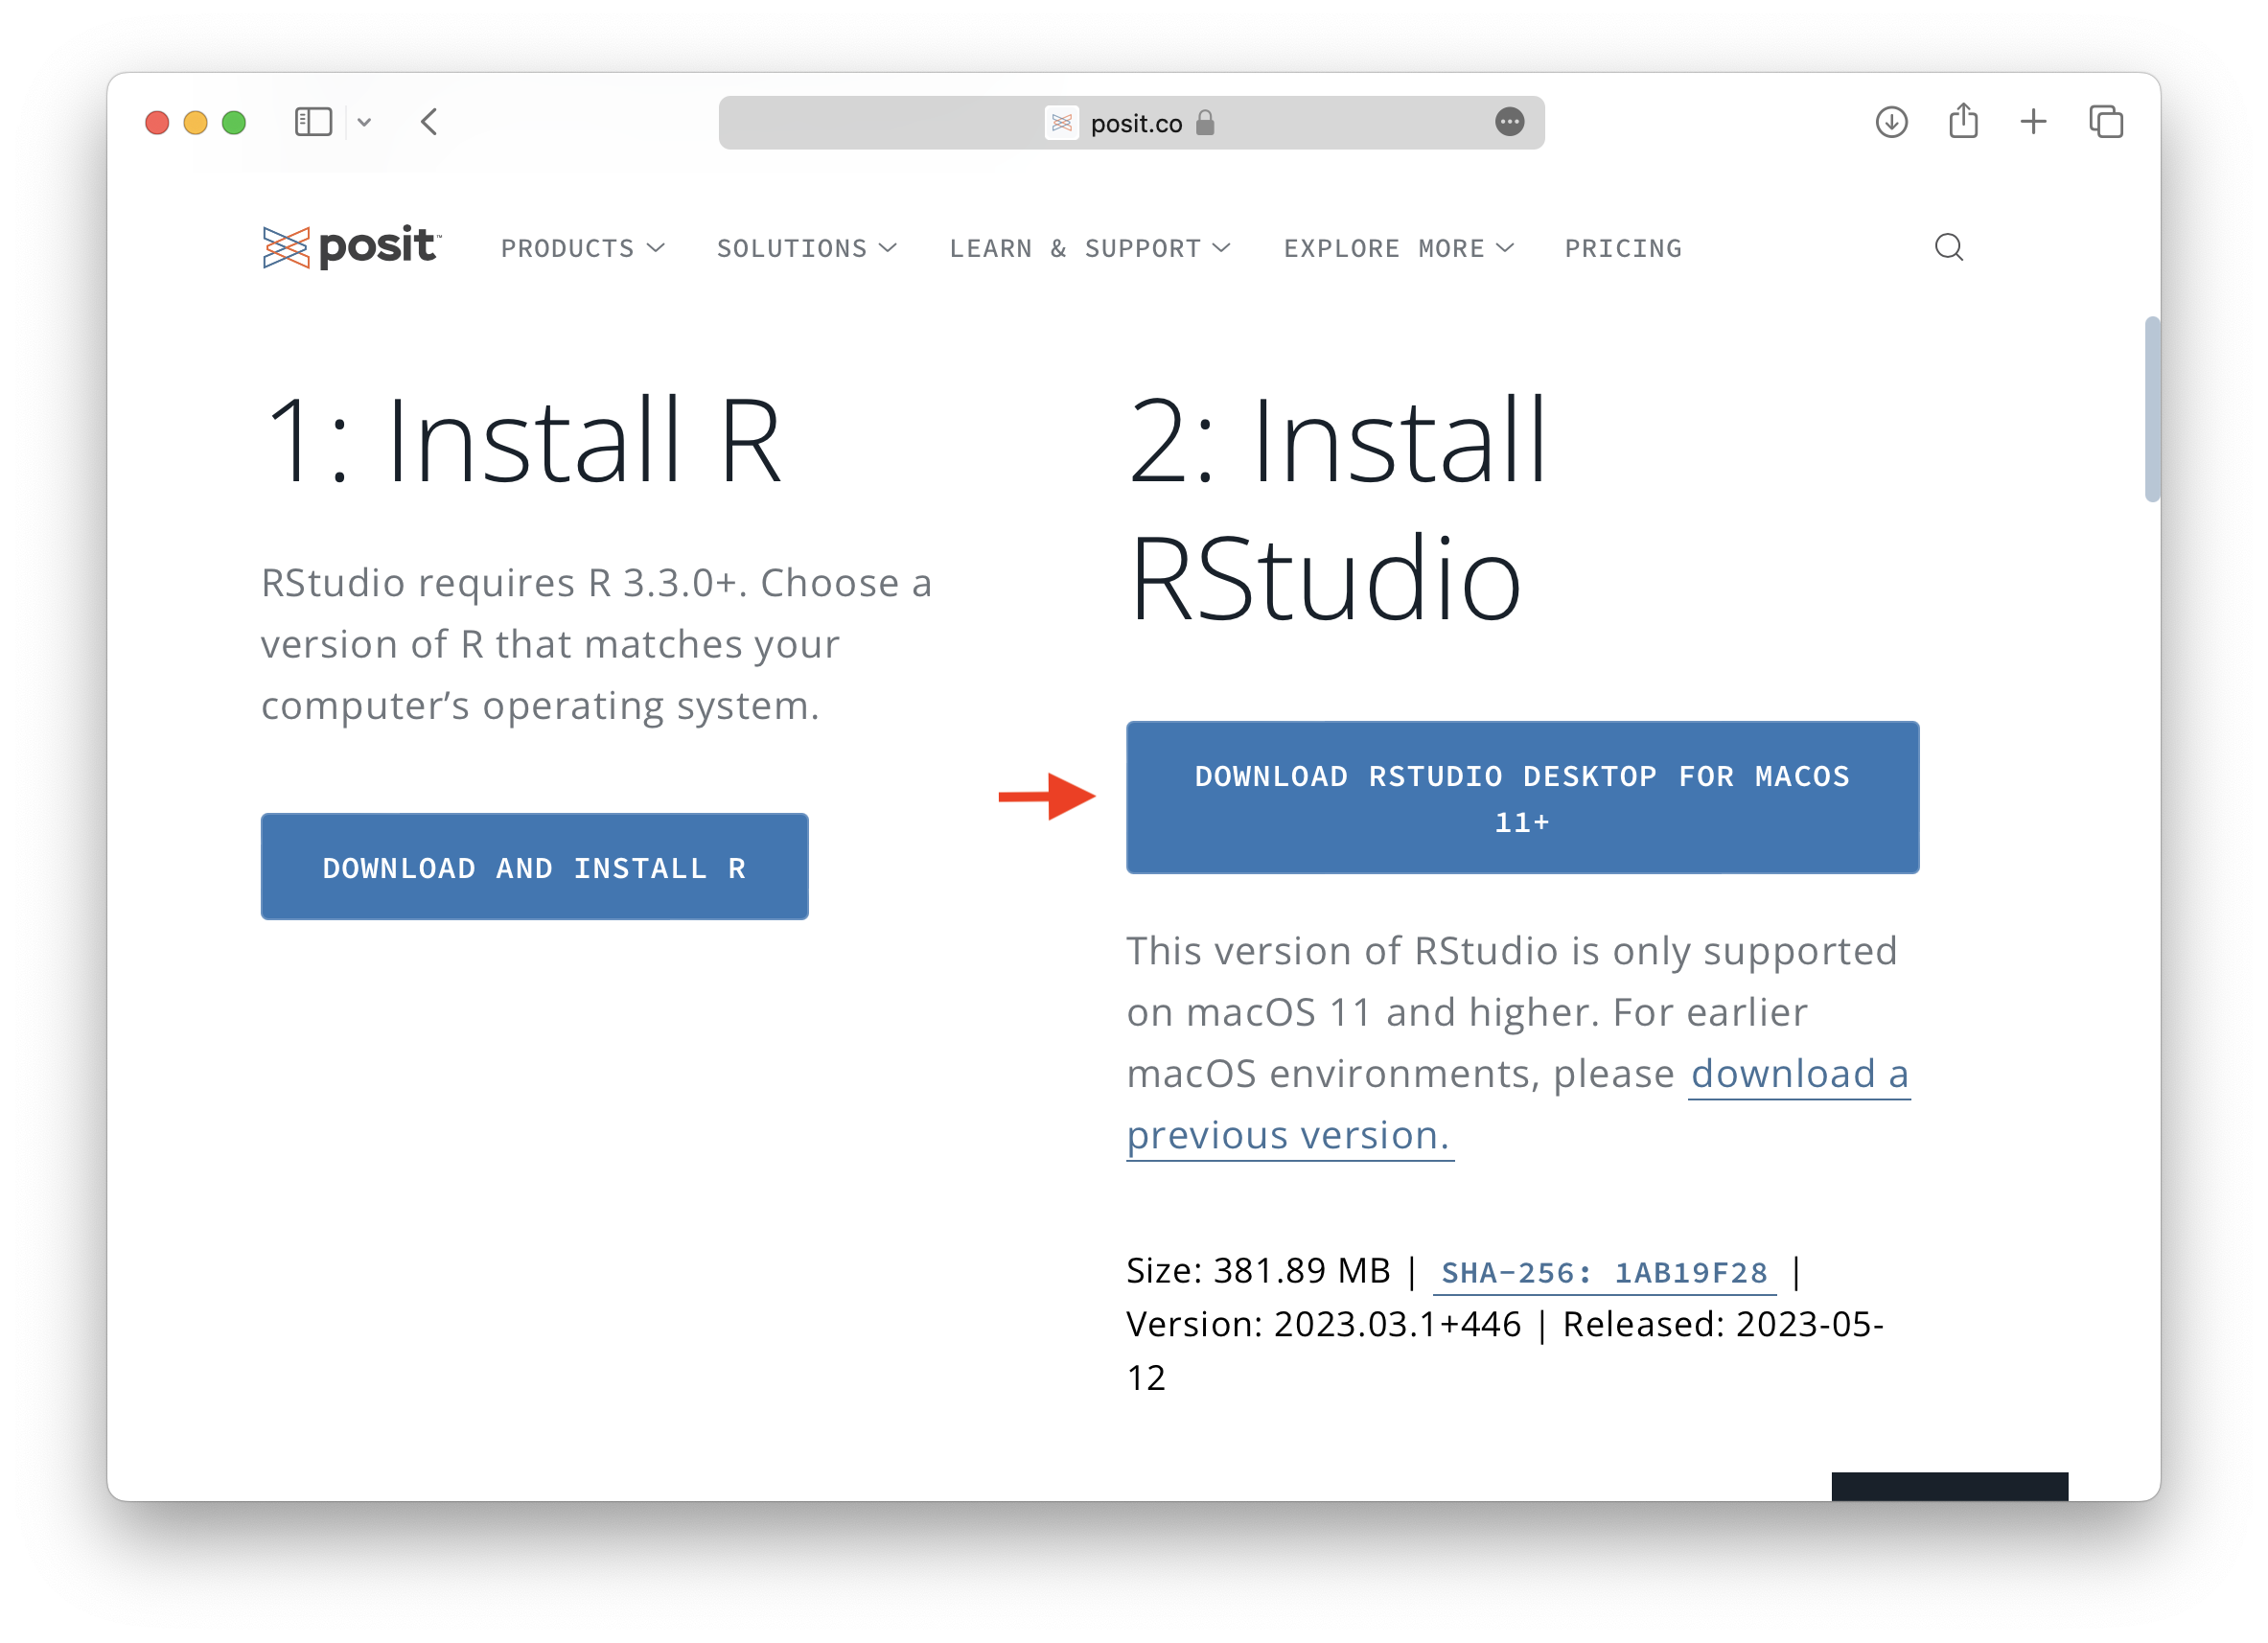 posit.co
posit™
PRODUCTS
SOLUTIONS
LEARN & SUPPORT
EXPLORE MORE
PRICING
1: Install R
RStudio requires R 3.3.0+. Choose a
version of R that matches your
computer’s operating system.
DOWNLOAD AND INSTALL R
2: Install
RStudio
DOWNLOAD RSTUDIO DESKTOP FOR MACOS
11+
This version of RStudio is only supported
on macOS 11 and higher. For earlier
macOS environments, please download a
previous version.
Size: 381.89 MB | SHA-256: 1AB19F28 |
Version: 2023.03.1+446 | Released: 2023-05-
12